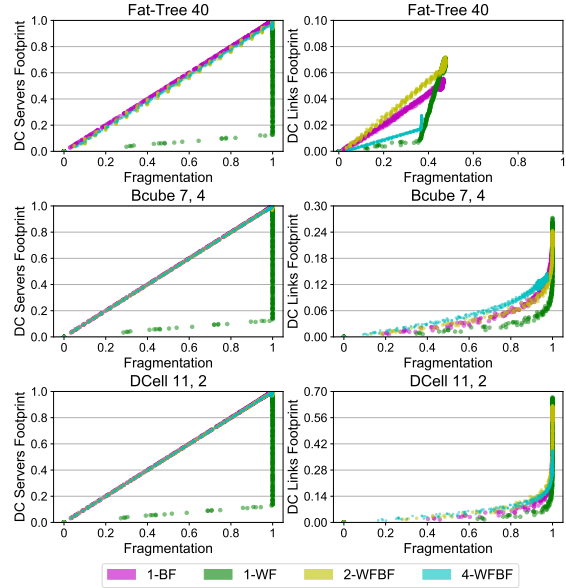 Fat-Tree 40
DC Servers Footprint
1.0
0.8
0.6
0.4
0.2
0.0
0 0.2 0.4 0.6 0.8 1
Fragmentation
Fat-Tree 40
DC Links Footprint
0.10
0.08
0.06
0.04
0.02
0.00
0 0.2 0.4 0.6 0.8 1
Fragmentation
Bcube 7, 4
DC Servers Footprint
1.0
0.8
0.6
0.4
0.2
0.0
0 0.2 0.4 0.6 0.8 1
Fragmentation
Bcube 7, 4
DC Links Footprint
0.30
0.24
0.18
0.12
0.06
0.00
0 0.2 0.4 0.6 0.8 1
Fragmentation
DCell 11, 2
DC Servers Footprint
1.0
0.8
0.6
0.4
0.2
0.0
0 0.2 0.4 0.6 0.8 1
Fragmentation
DCell 11, 2
DC Links Footprint
0.70
0.56
0.42
0.28
0.14
0.00
0 0.2 0.4 0.6 0.8 1
Fragmentation
1-BF 1-WF 2-WFBF 4-WFBF